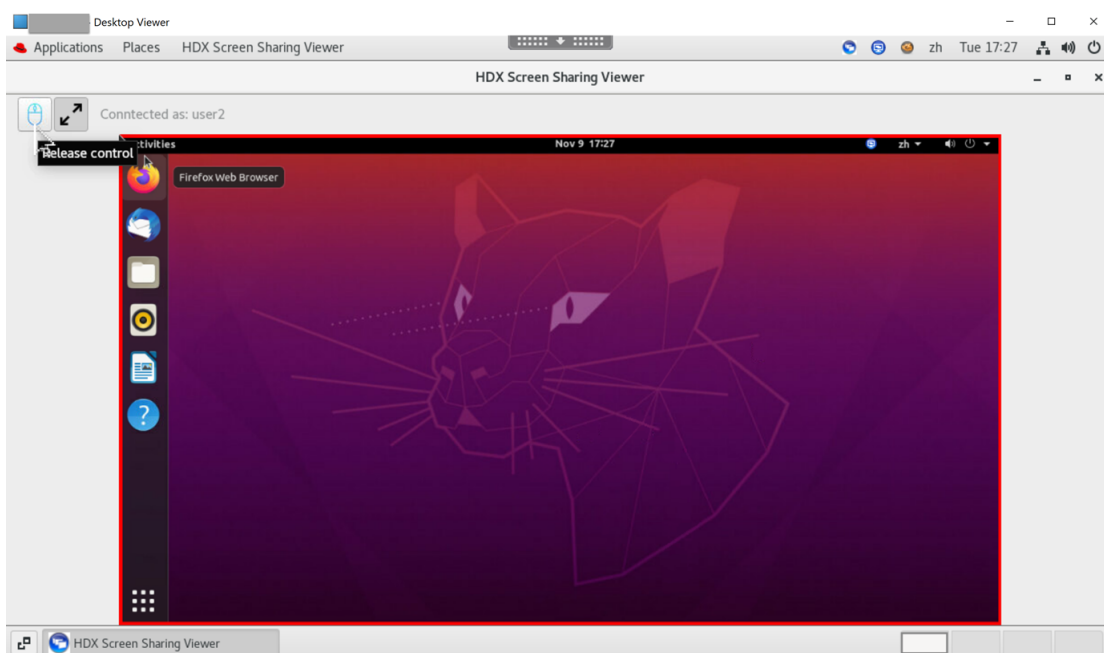 Desktop Viewer
Applications Places HDX Screen Sharing Viewer zh Tue 17:27
HDX Screen Sharing Viewer
Conntected as: user2
Release control
tivities Nov 9 17:27 zh
Firefox Web Browser
?
HDX Screen Sharing Viewer